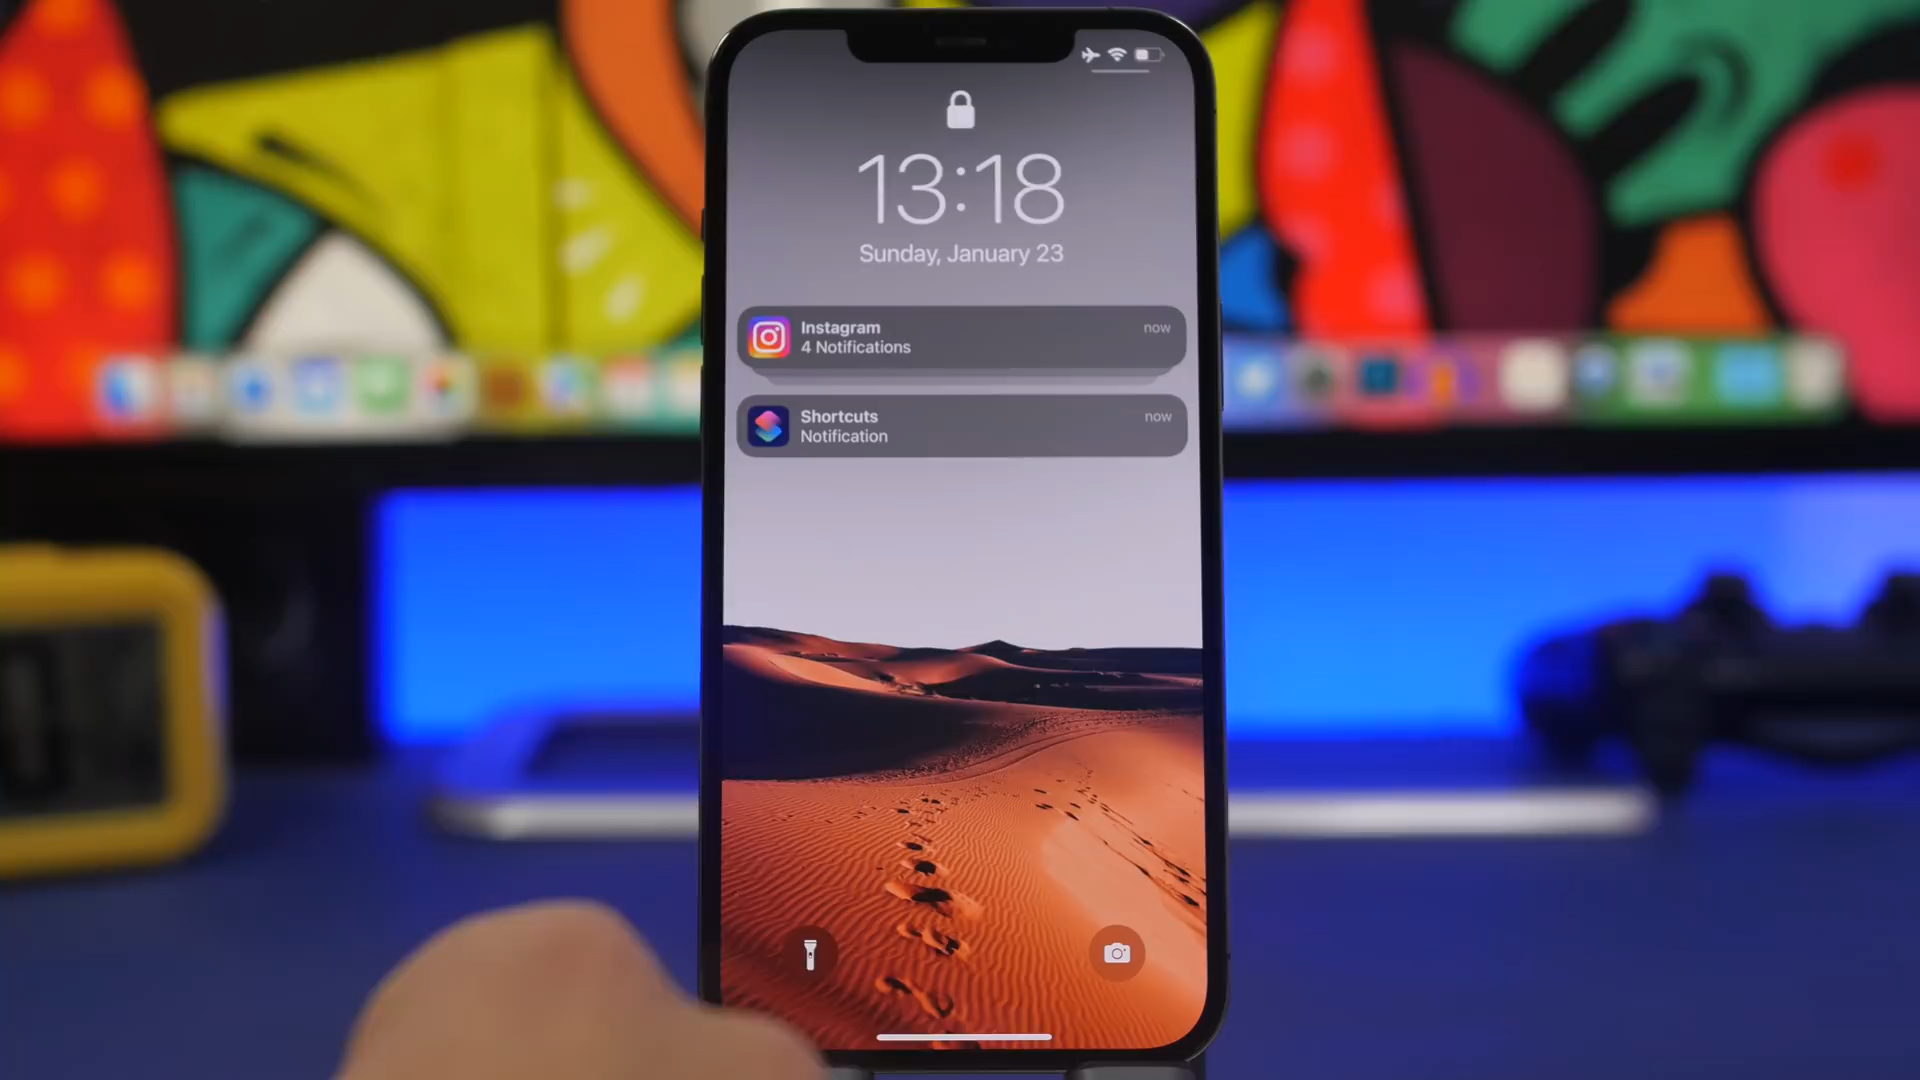 13:18
Sunday, January 23
Instagram
now
4 Notifications
Shortcuts
now
Notification